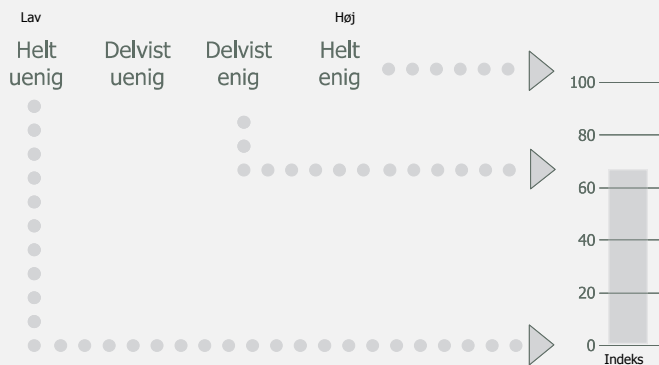 Lav
Høj
Helt
uenig
Delvist
uenig
Delvist
enig
Helt
enig
100
80
60
40
20
0
Indeks